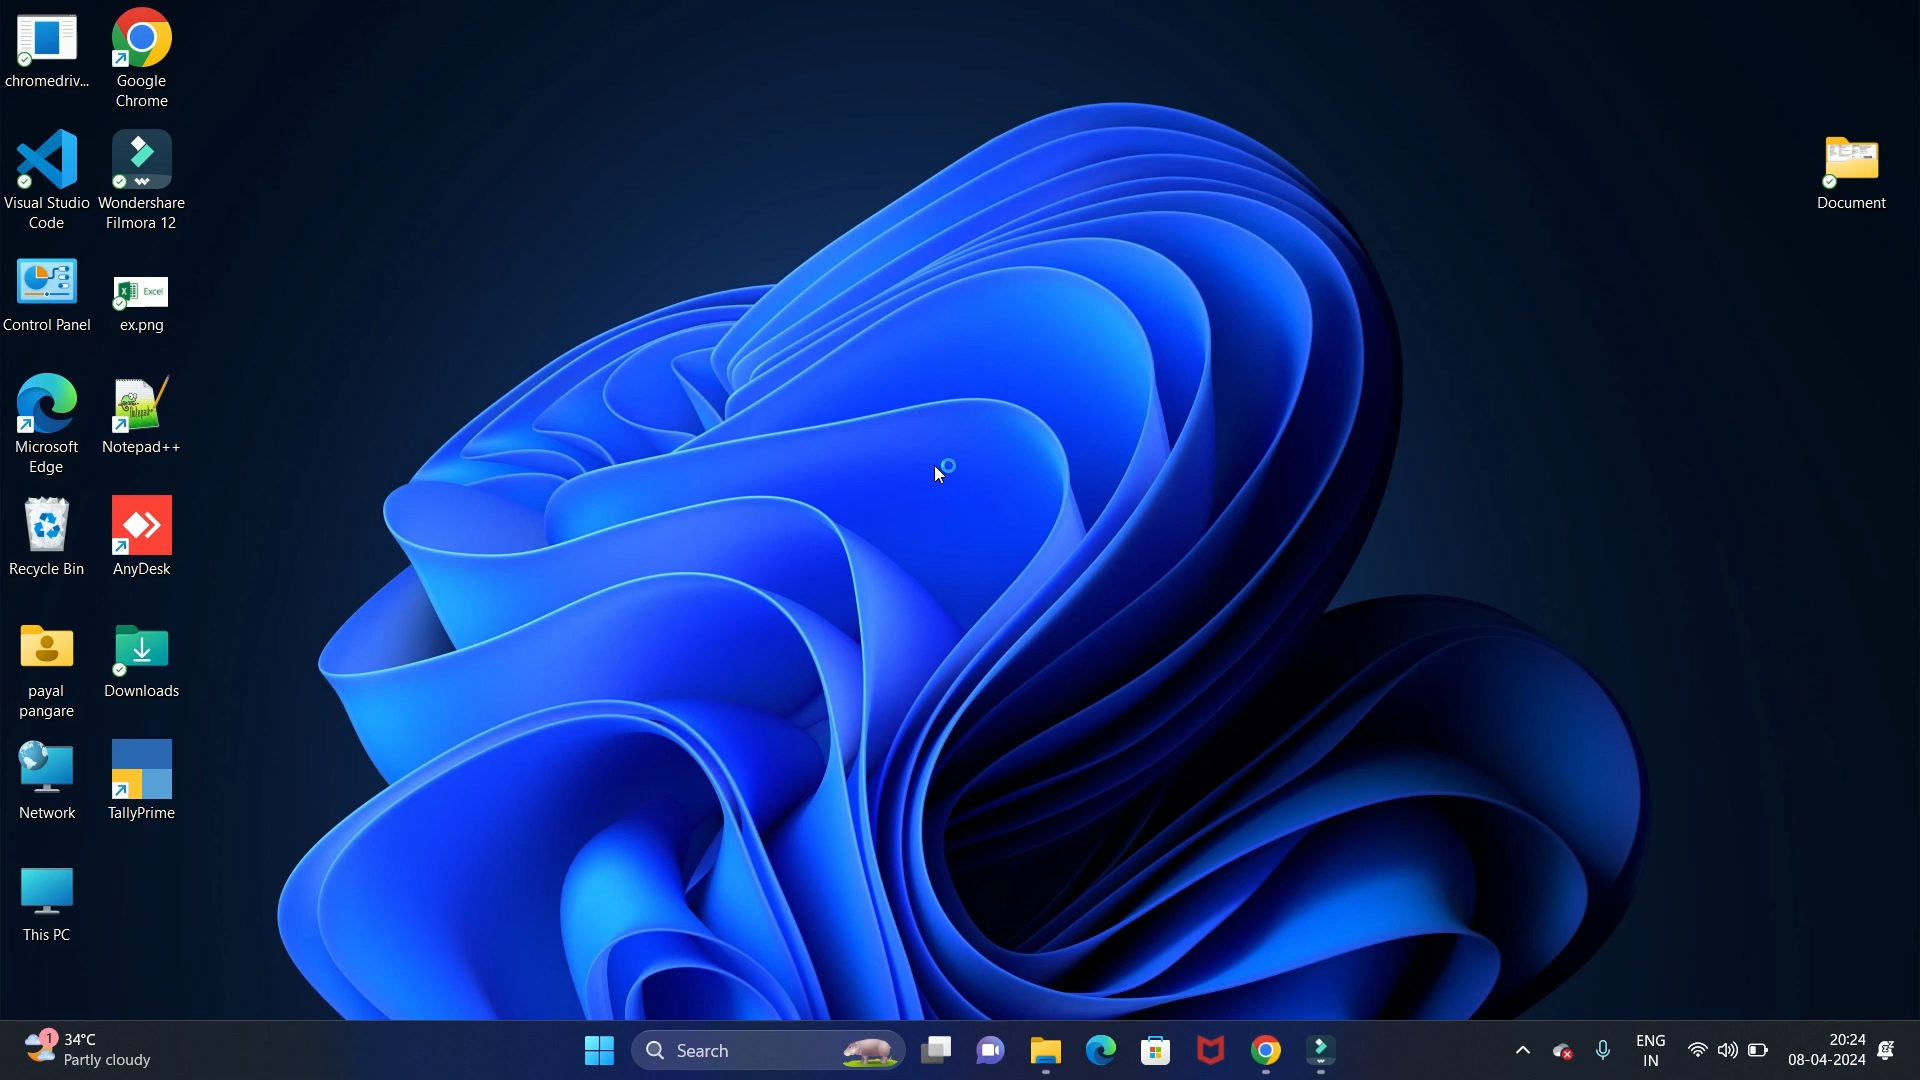 chromedriv...
Google
Chrome
Visual Studio
Code
Wondershare
Filmora 12
Control Panel
Excel
ex.png
Microsoft
Edge
Notepad++
Recycle Bin
AnyDesk
payal
pangare
Downloads
Network
TallyPrime
This PC
Document
1
34°C
Partly cloudy
Search
ENG
IN
20:24
08-04-2024